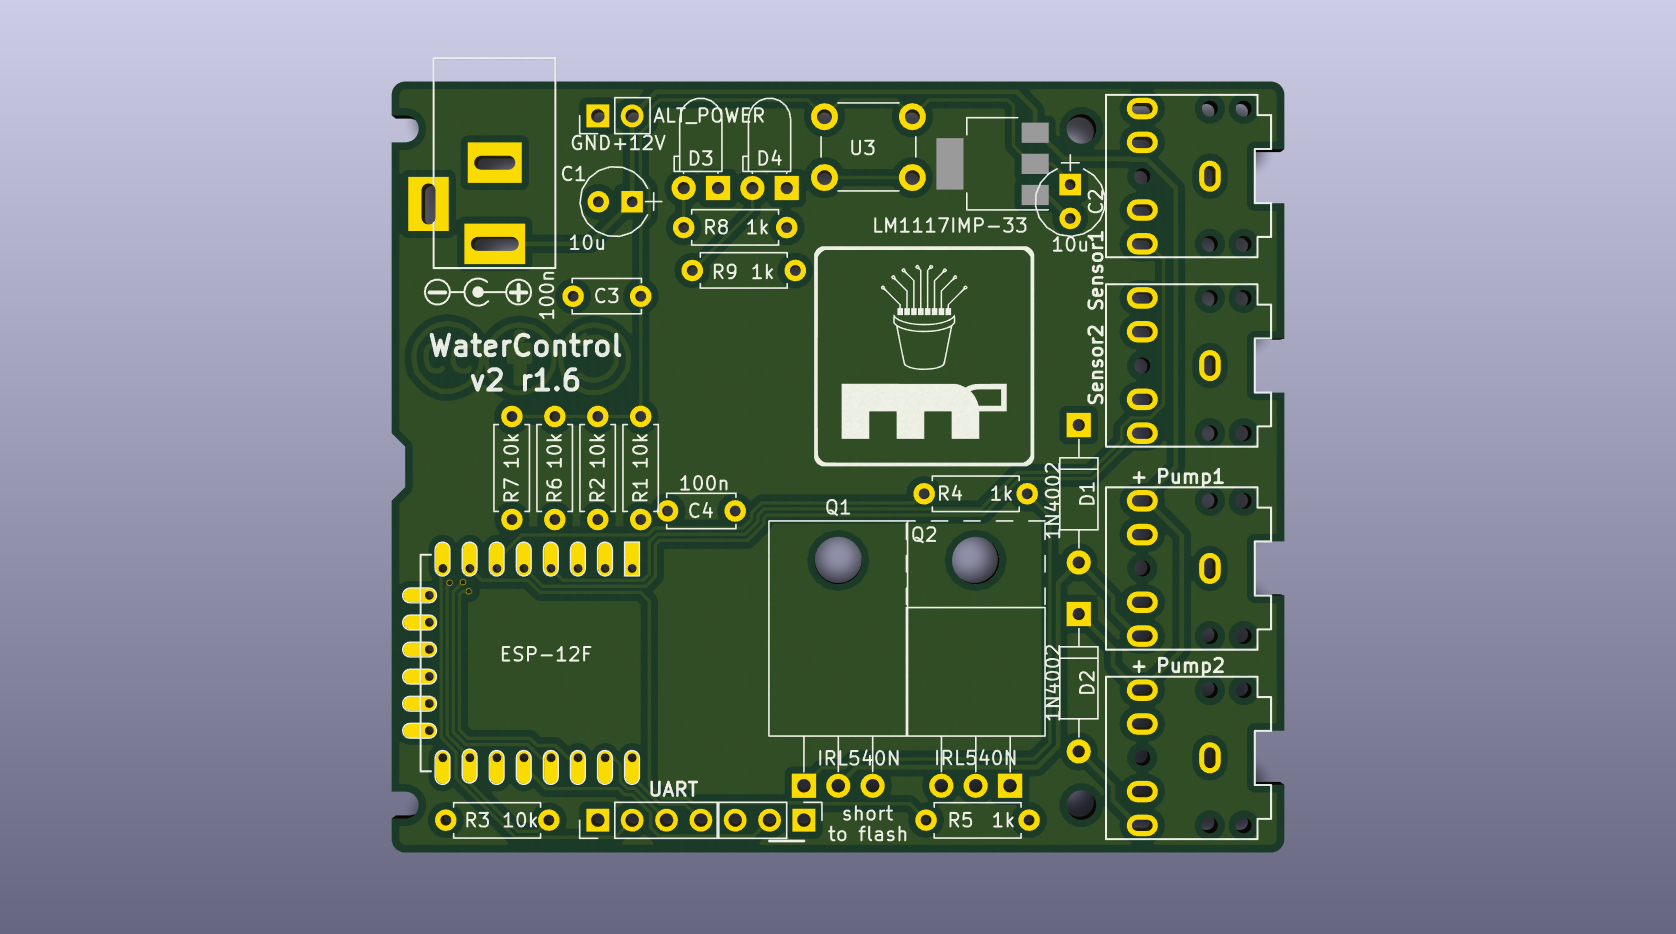 ALT_POWER
GND+12V
D3
D4
U3
C1
+
+
C2
R8 1k
LM1117IMP-33
10u
10u
R9 1k
100n
C3
Sensor1
WaterControl
v2 r1.6
Sensor2
R7 10k
R6 10k
R2 10k
R1 10k
100n
C4
R4 1k
1N4002
D1
+ Pump1
Q1
Q2
ESP-12F
1N4002
D2
+ Pump2
IRL540N
IRL540N
UART
R3 10k
short
to flash
R5 1k